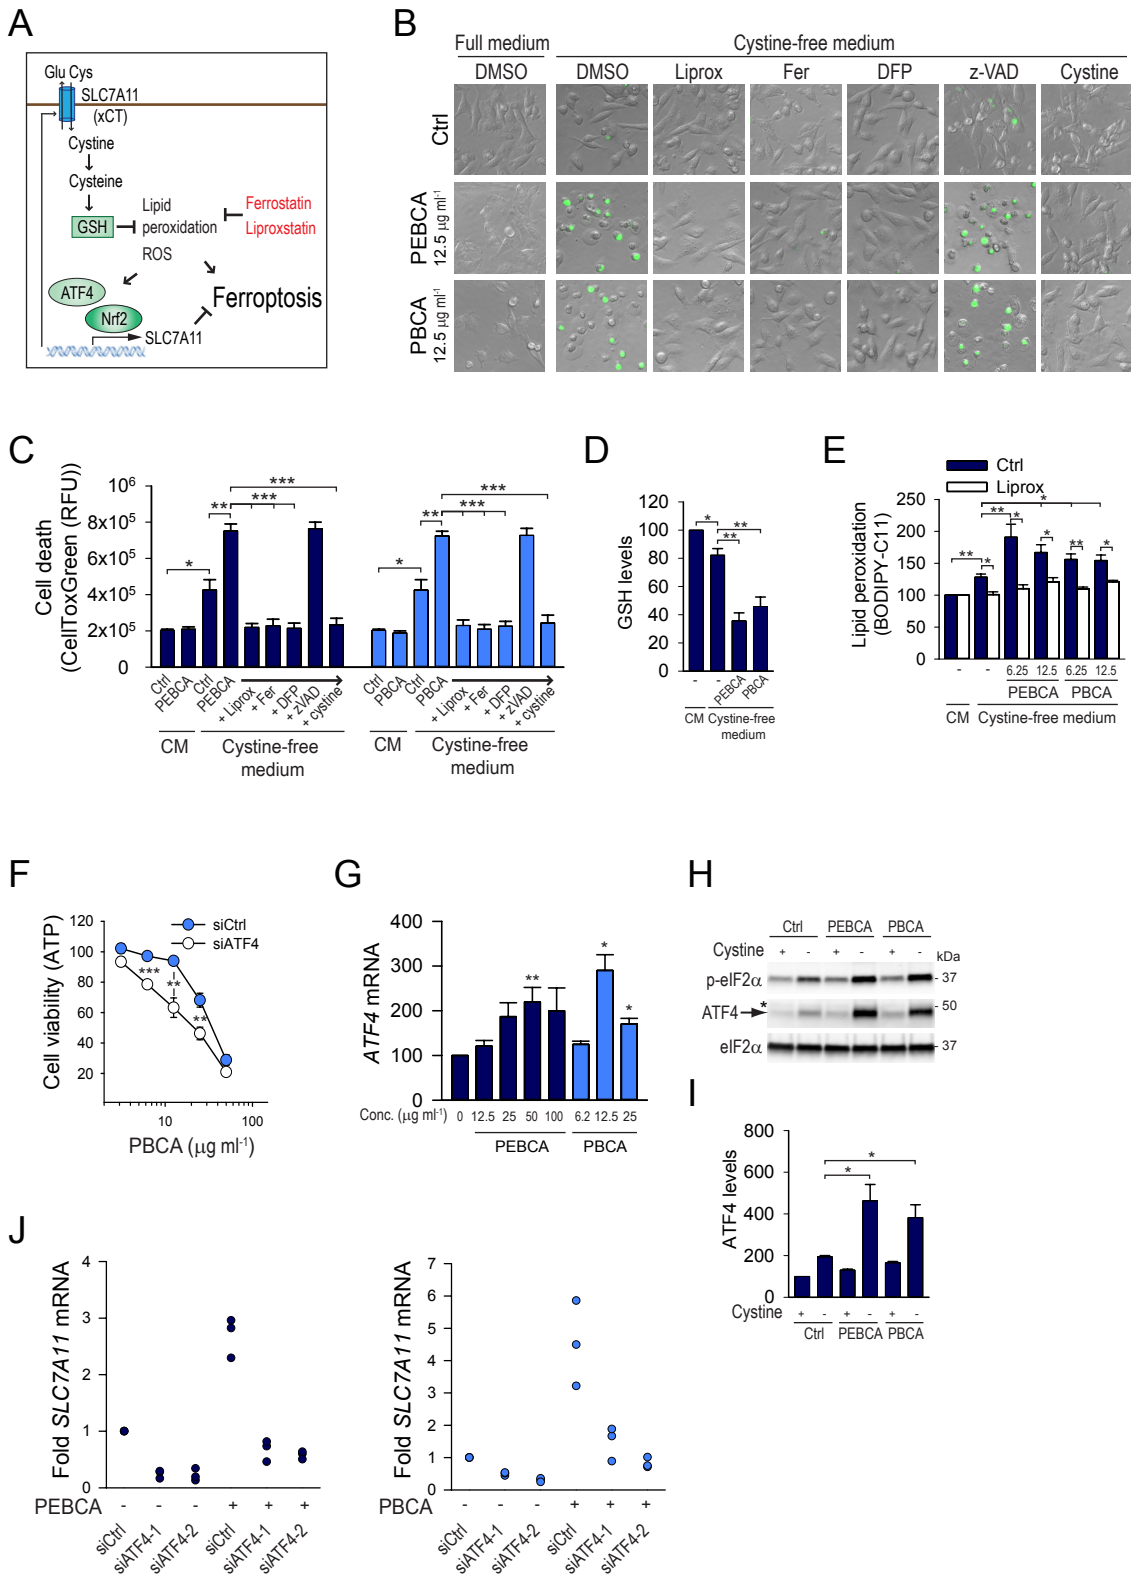 A
Glu Cys
SLC7A11
(xCT)
Cystine
Cysteine
GSH
Lipid
peroxidation
ROS
Ferrostatin
Liproxstatin
ATF4
Nrf2
SLC7A11
Ferroptosis
B
Full medium Cystine-free medium
DMSO DMSO Liprox Fer DFP z-VAD Cystine
Ctrl
PEBCA
12.5 µg ml-1
PBCA
12.5 µg ml-1
C
Cell death
(CellToxGreen (RFU))
10⁶
8x10⁵
6x10⁵
4x10⁵
2x10⁵
0
* ** *** ***
* ** *** ***
Ctrl PEBCA Ctrl PEBCA + Liprox + Fer + DFP + zVAD + cystine
CM Cystine-free medium
Ctrl PBCA Ctrl PBCA + Liprox + Fer + DFP + zVAD + cystine
CM Cystine-free medium
D
GSH levels
120
100
80
60
40
20
0
* ** **
- - PEBCA PBCA
CM Cystine-free
medium
E
Ctrl
Liprox
Lipid peroxidation
(BODIPY-C11)
250
200
150
100
50
0
** * ** * * * ** *
- - 6.25 12.5 6.25 12.5
PEBCA PBCA
CM Cystine-free medium
F
Cell viability (ATP)
120
100
80
60
40
20
siCtrl
siATF4
*** ** **
10 100
PBCA (µg ml-1)
G
ATF4 mRNA
400
300
200
100
0
** * *
Conc. (µg ml-1) 0 12.5 25 50 100 6.2 12.5 25
PEBCA PBCA
H
Ctrl PEBCA PBCA
Cystine + - + - + - kDa
p-eIF2α - 37
* - 50
ATF4
eIF2α - 37
I
ATF4 levels
800
600
400
200
0
* *
Cystine + - + - + -
Ctrl PEBCA PBCA
J
Fold SLC7A11 mRNA
4
3
2
1
0
PEBCA - - - + + +
siCtrl siATF4-1 siATF4-2 siCtrl siATF4-1 siATF4-2
Fold SLC7A11 mRNA
7
6
5
4
3
2
1
0
PBCA - - - + + +
siCtrl siATF4-1 siATF4-2 siCtrl siATF4-1 siATF4-2